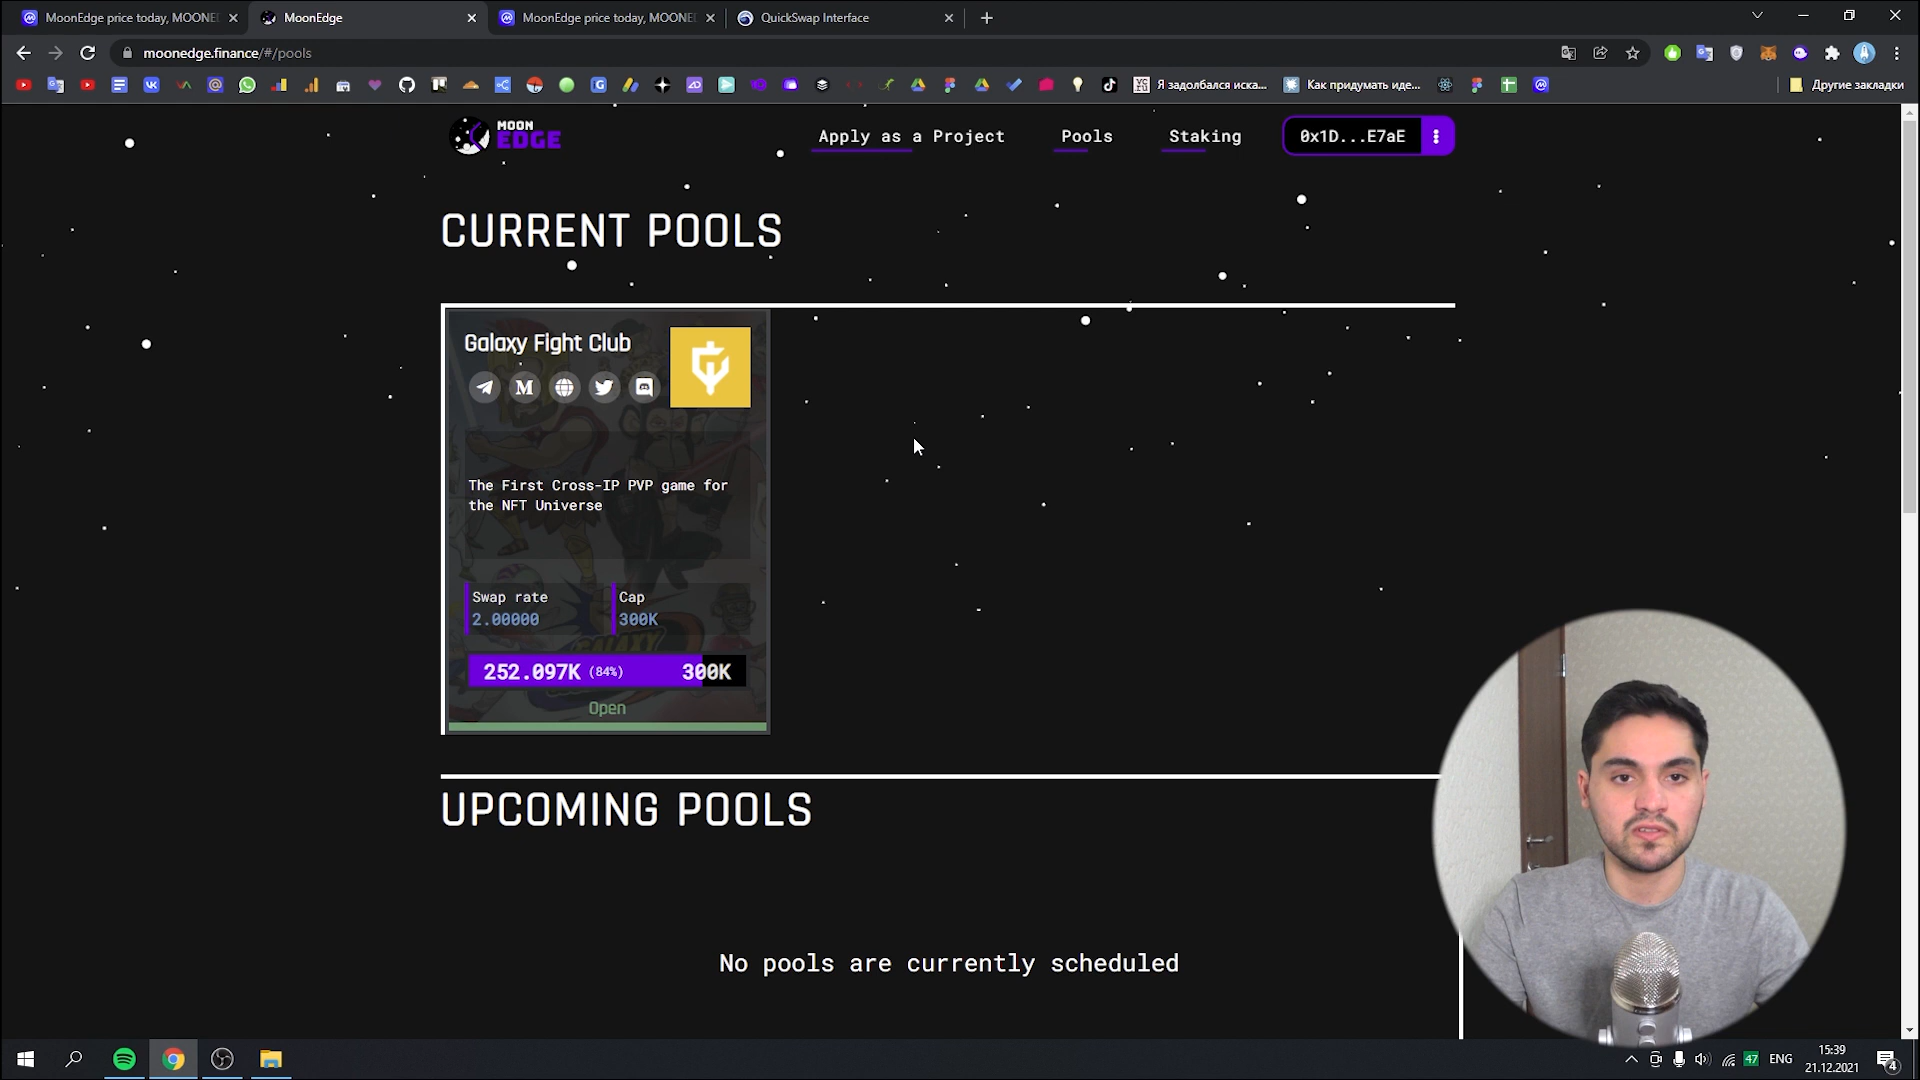 MoonEdge price today, MOONE
MoonEdge
MoonEdge price today, MOONE
QuickSwap Interface
moonedge.finance/#/pools
Я задолбался иска...
Как придумать иде...
Другие закладки
MOON
EDGE
Apply as a Project
Pools
Staking
0x1D...E7aE
CURRENT POOLS
Galaxy Fight Club
The First Cross-IP PVP game for
the NFT Universe
Swap rate
2.00000
Cap
300K
252.097K (84%)
300K
Open
UPCOMING POOLS
No pools are currently scheduled
47
ENG
15:39
21.12.2021
4